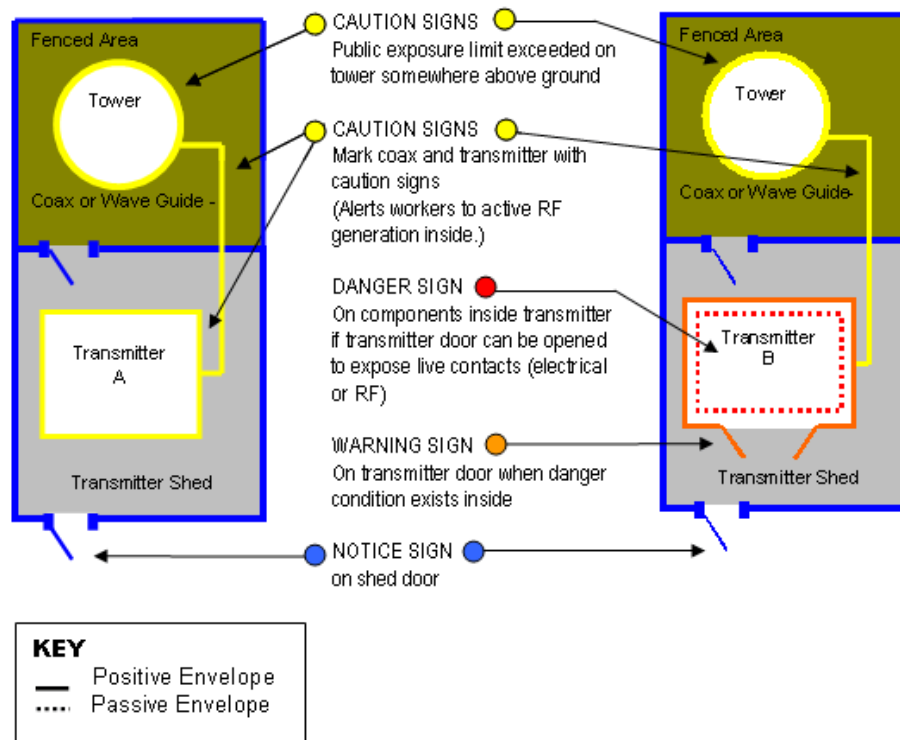 Fenced Area
Tower
Coax or Wave Guide -
Transmitter
A
Transmitter Shed
CAUTION SIGNS
Public exposure limit exceeded on
tower somewhere above ground
CAUTION SIGNS
Mark coax and transmitter with
caution signs
(Alerts workers to active RF
generation inside.)
DANGER SIGN
On components inside transmitter
if transmitter door can be opened
to expose live contacts (electrical
or RF)
WARNING SIGN
On transmitter door when danger
condition exists inside
NOTICE SIGN
on shed door
Fenced Area
Tower
Coax or Wave Guide-
Transmitter
B
Transmitter Shed
KEY
Positive Envelope
Passive Envelope